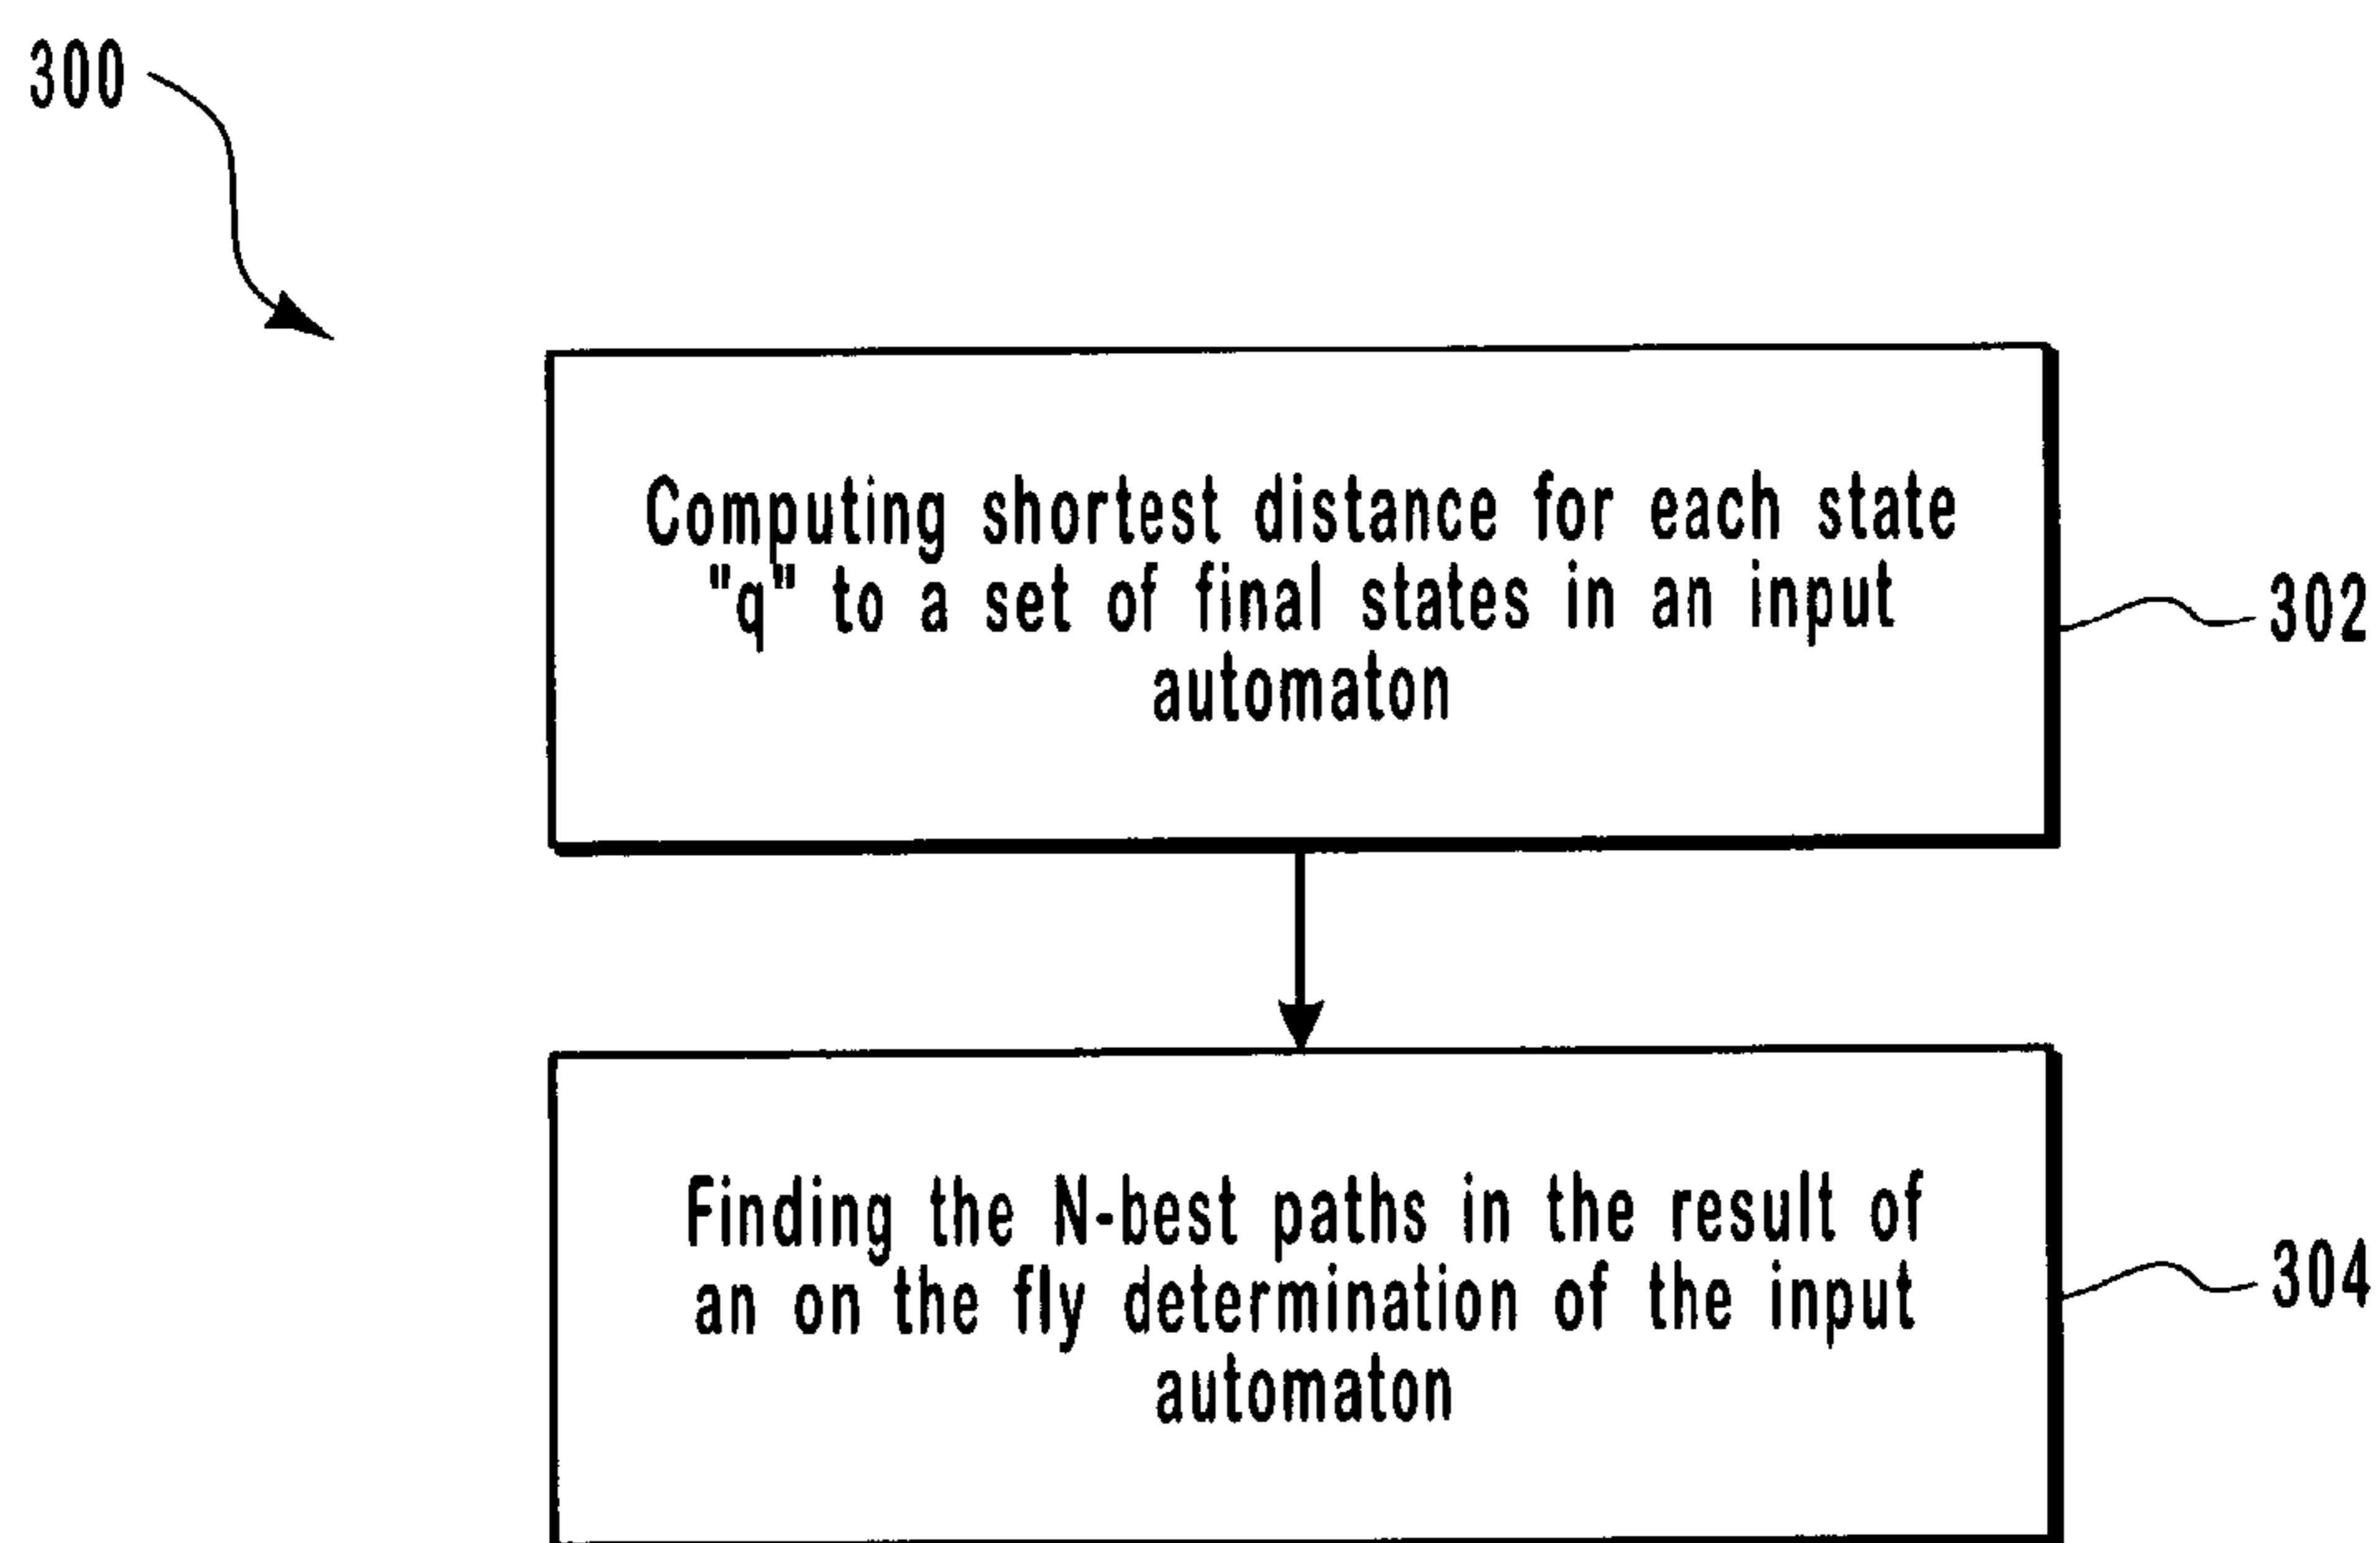 300
Computing shortest distance for each state
"q" to a set of final states in an input
automaton
302
Finding the N-best paths in the result of
an on the fly determination of the input
automaton
304